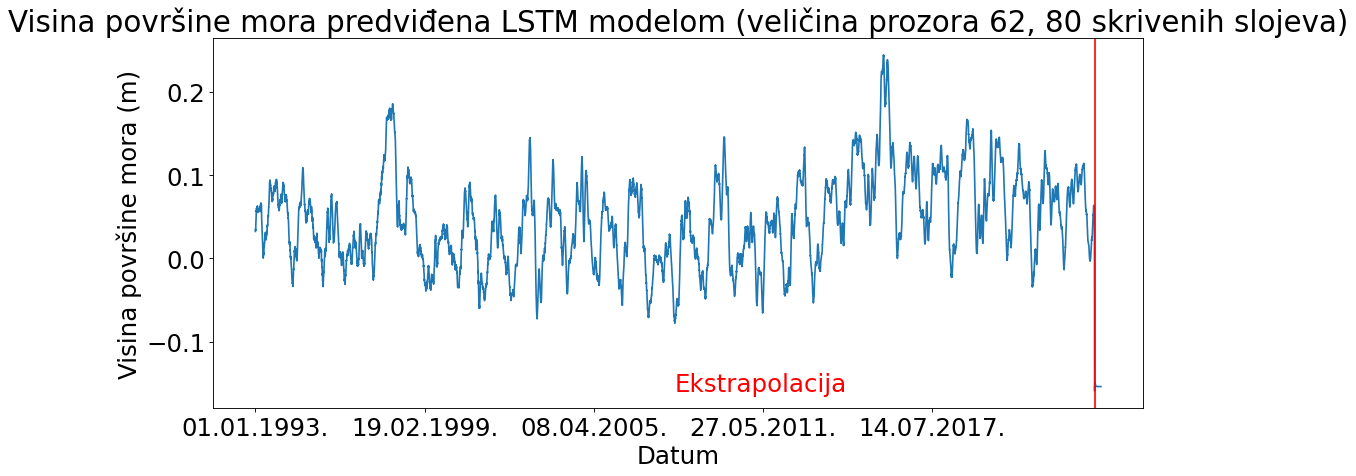 Visina površine mora predviđena LSTM modelom (veličina prozora 62, 80 skrivenih slojeva)
Visina površine mora (m)
0.2
0.1
0.0
−0.1
Ekstrapolacija
01.01.1993. 19.02.1999. 08.04.2005. 27.05.2011. 14.07.2017.
Datum